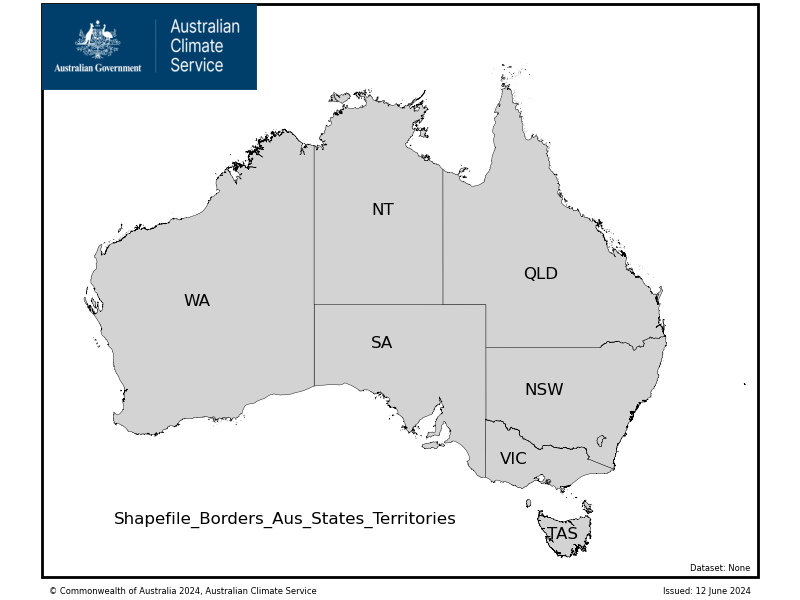 Australian
Climate
Service
Australian Government
NT
QLD
WA
SA
NSW
VIC
Shapefile_Borders_Aus_States_Territories
TAS
Dataset: None
© Commonwealth of Australia 2024, Australian Climate Service
Issued: 12 June 2024